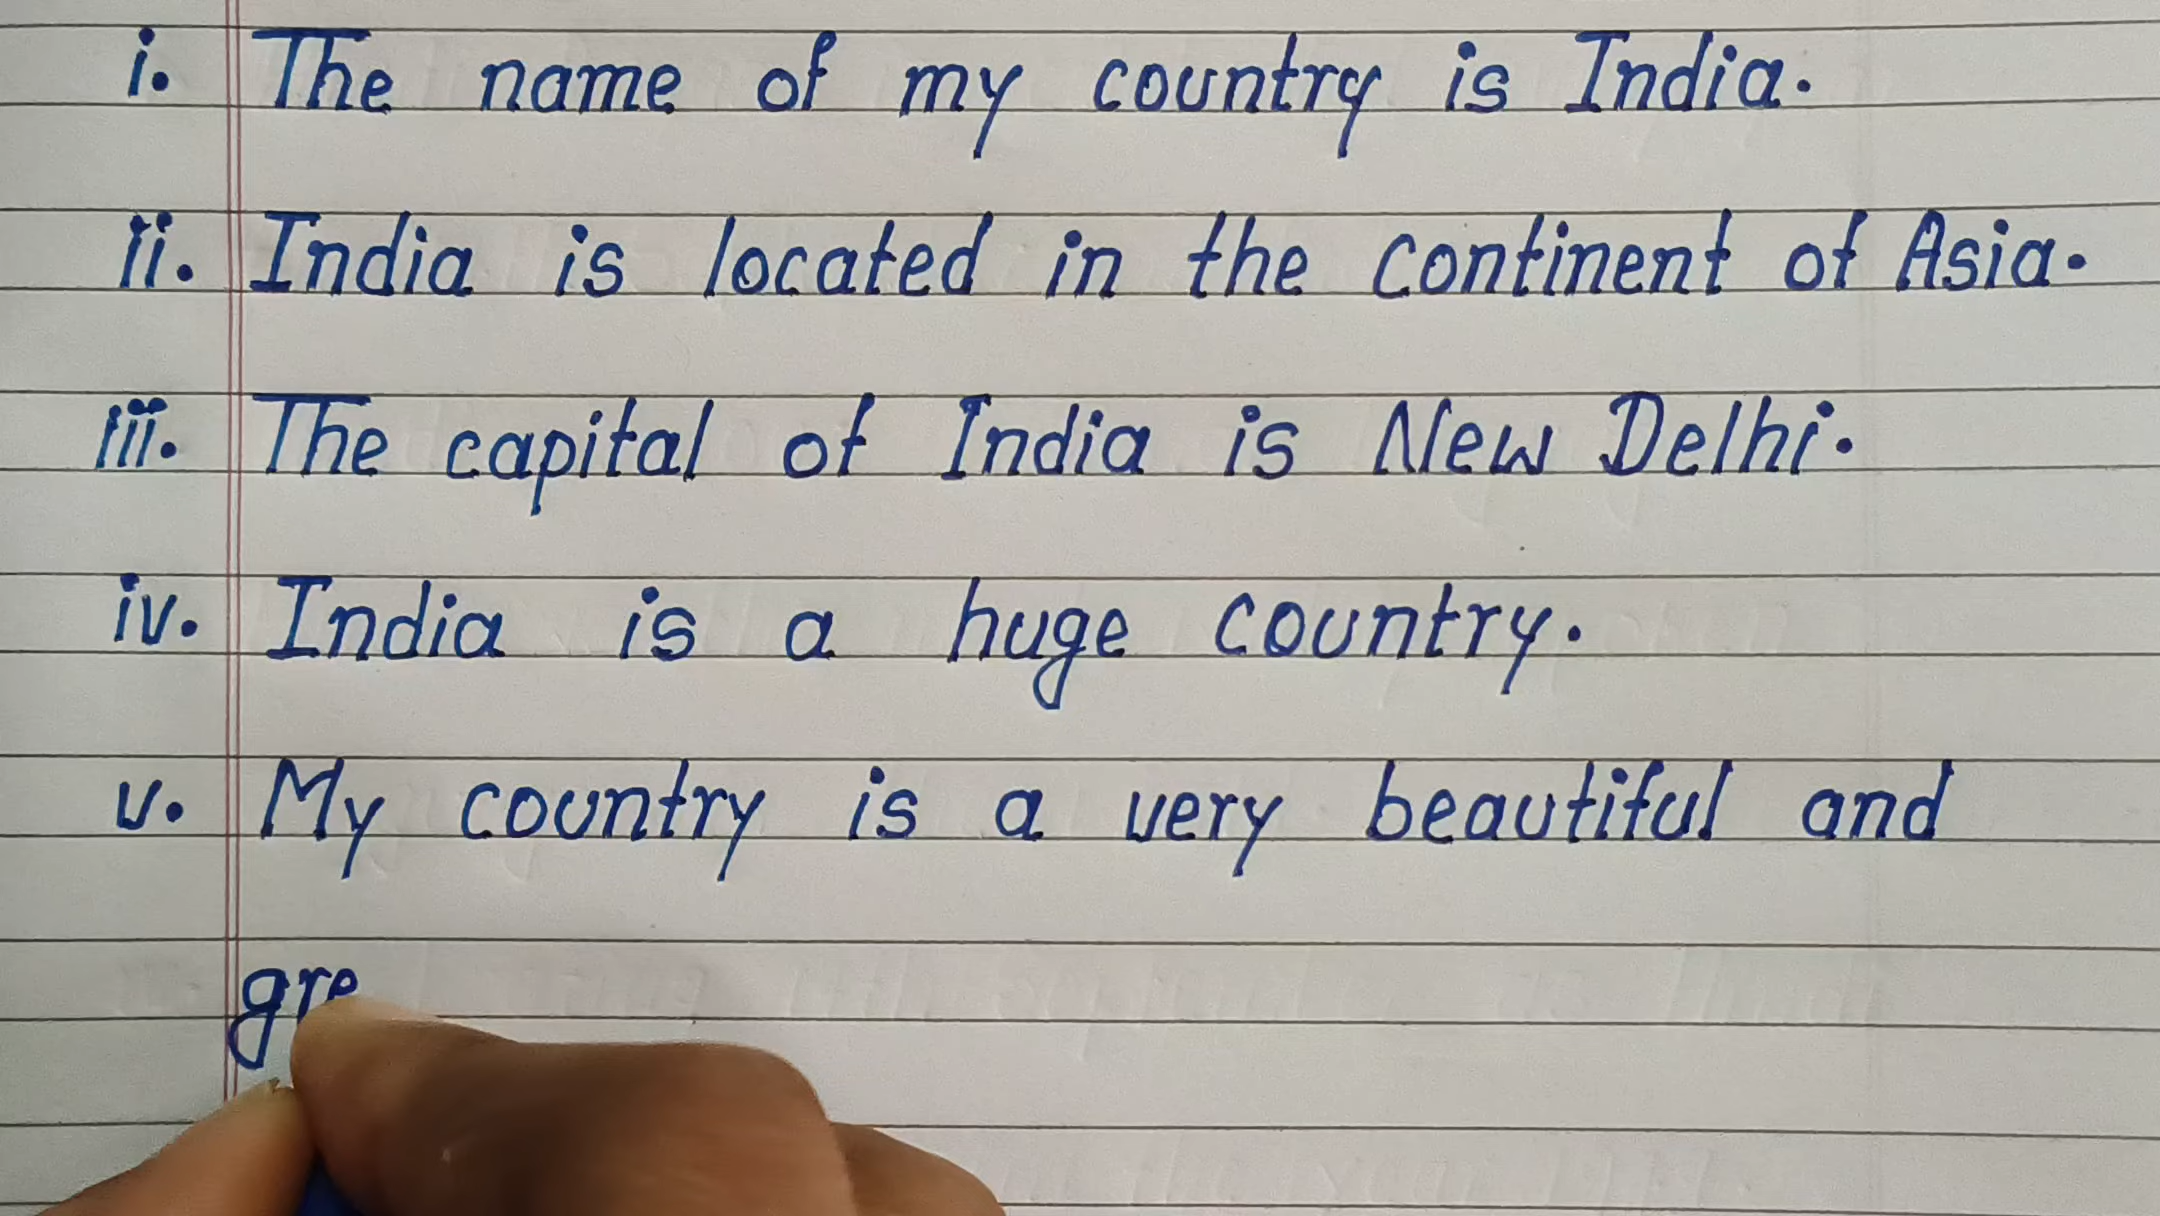 i. The name of my country is India.
ii. India is located in the continent of Asia.
iii. The capital of India is New Delhi.
iv. India is a huge country.
v. My country is a very beautiful and
gre